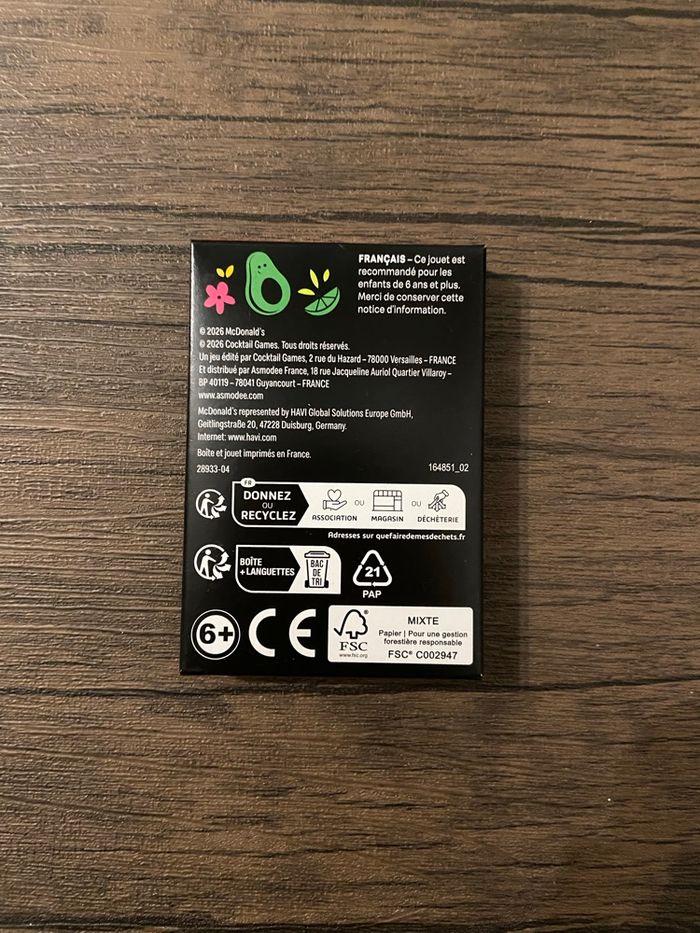 FRANÇAIS – Ce jouet est
recommandé pour les
enfants de 6 ans et plus.
Merci de conserver cette
notice d'information.
© 2026 McDonald's
© 2026 Cocktail Games. Tous droits réservés.
Un jeu édité par Cocktail Games, 2 rue du Hazard – 78000 Versailles – FRANCE
Et distribué par Asmodee France, 18 rue Jacqueline Auriol Quartier Villaroy –
BP 40119 – 78041 Guyancourt – FRANCE
www.asmodee.com
McDonald's represented by HAVI Global Solutions Europe GmbH,
Geitlingstraße 20, 47228 Duisburg, Germany.
Internet: www.havi.com
Boîte et jouet imprimés en France.
28933-04 164851_02
FR
DONNEZ
OU
RECYCLEZ
ASSOCIATION OU MAGASIN OU DÉCHÈTERIE
Adresses sur quefairedemesdechets.fr
BOÎTE
+ LANGUETTES
BAC
DE
TRI
21
PAP
6+
CE
FSC
www.fsc.org
MIXTE
Papier | Pour une gestion
forestière responsable
FSC® C002947